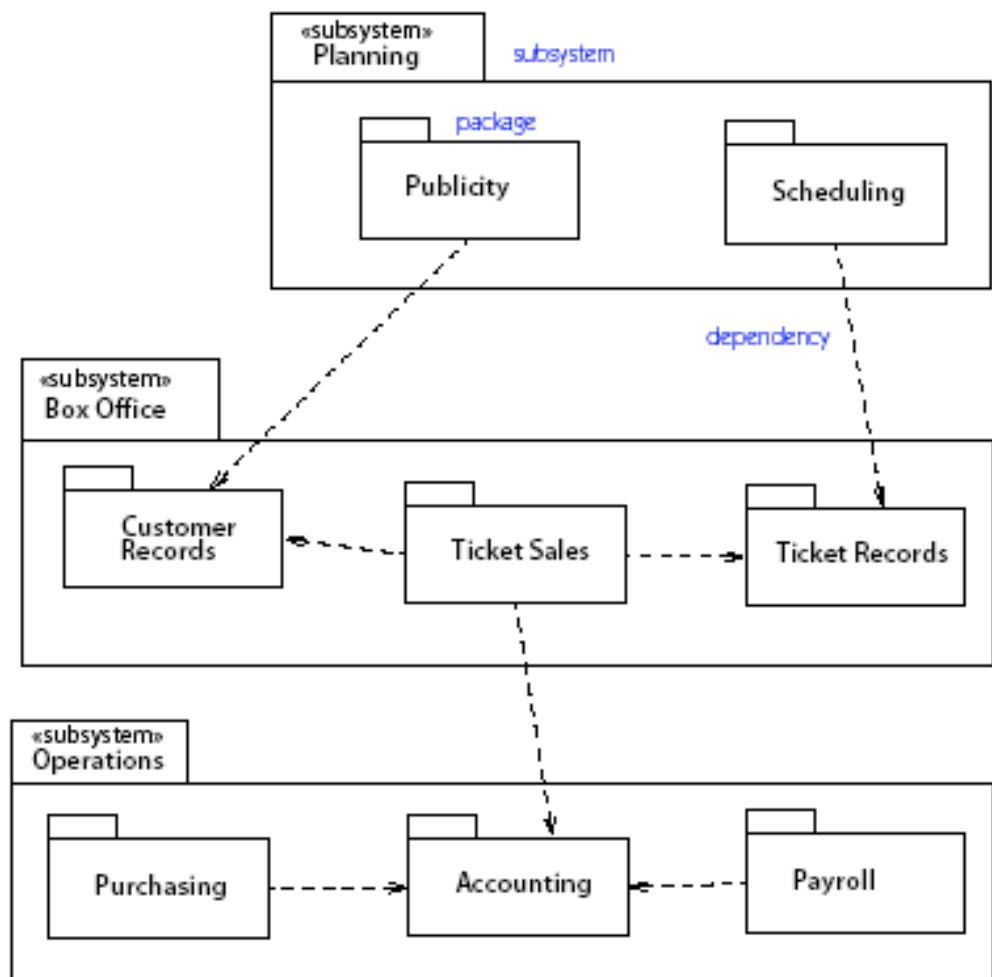 «subsystem»
Planning
subsystem
package
Publicity
Scheduling
dependency
«subsystem»
Box Office
Customer
Records
Ticket Sales
Ticket Records
«subsystem»
Operations
Purchasing
Accounting
Payroll